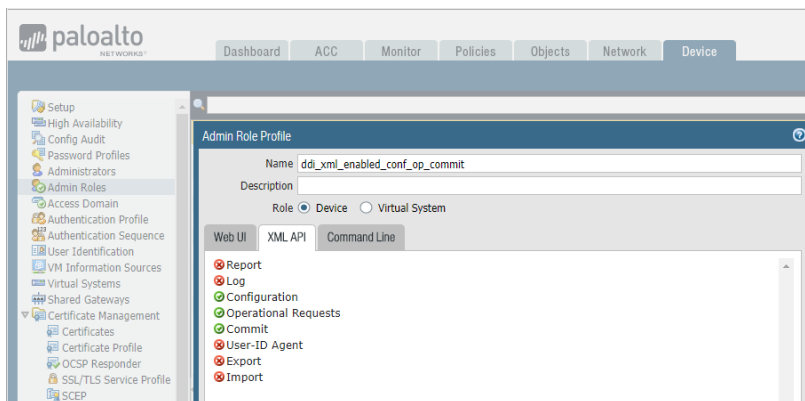 paloalto
NETWORKS®
Dashboard ACC Monitor Policies Objects Network Device
Setup
High Availability
Config Audit
Password Profiles
Administrators
Admin Roles
Access Domain
Authentication Profile
Authentication Sequence
User Identification
VM Information Sources
Virtual Systems
Shared Gateways
Certificate Management
Certificates
Certificate Profile
OCSP Responder
SSL/TLS Service Profile
SCEP
Admin Role Profile
Name ddi_xml_enabled_conf_op_commit
Description
Role Device Virtual System
Web UI XML API Command Line
Report
Log
Configuration
Operational Requests
Commit
User-ID Agent
Export
Import